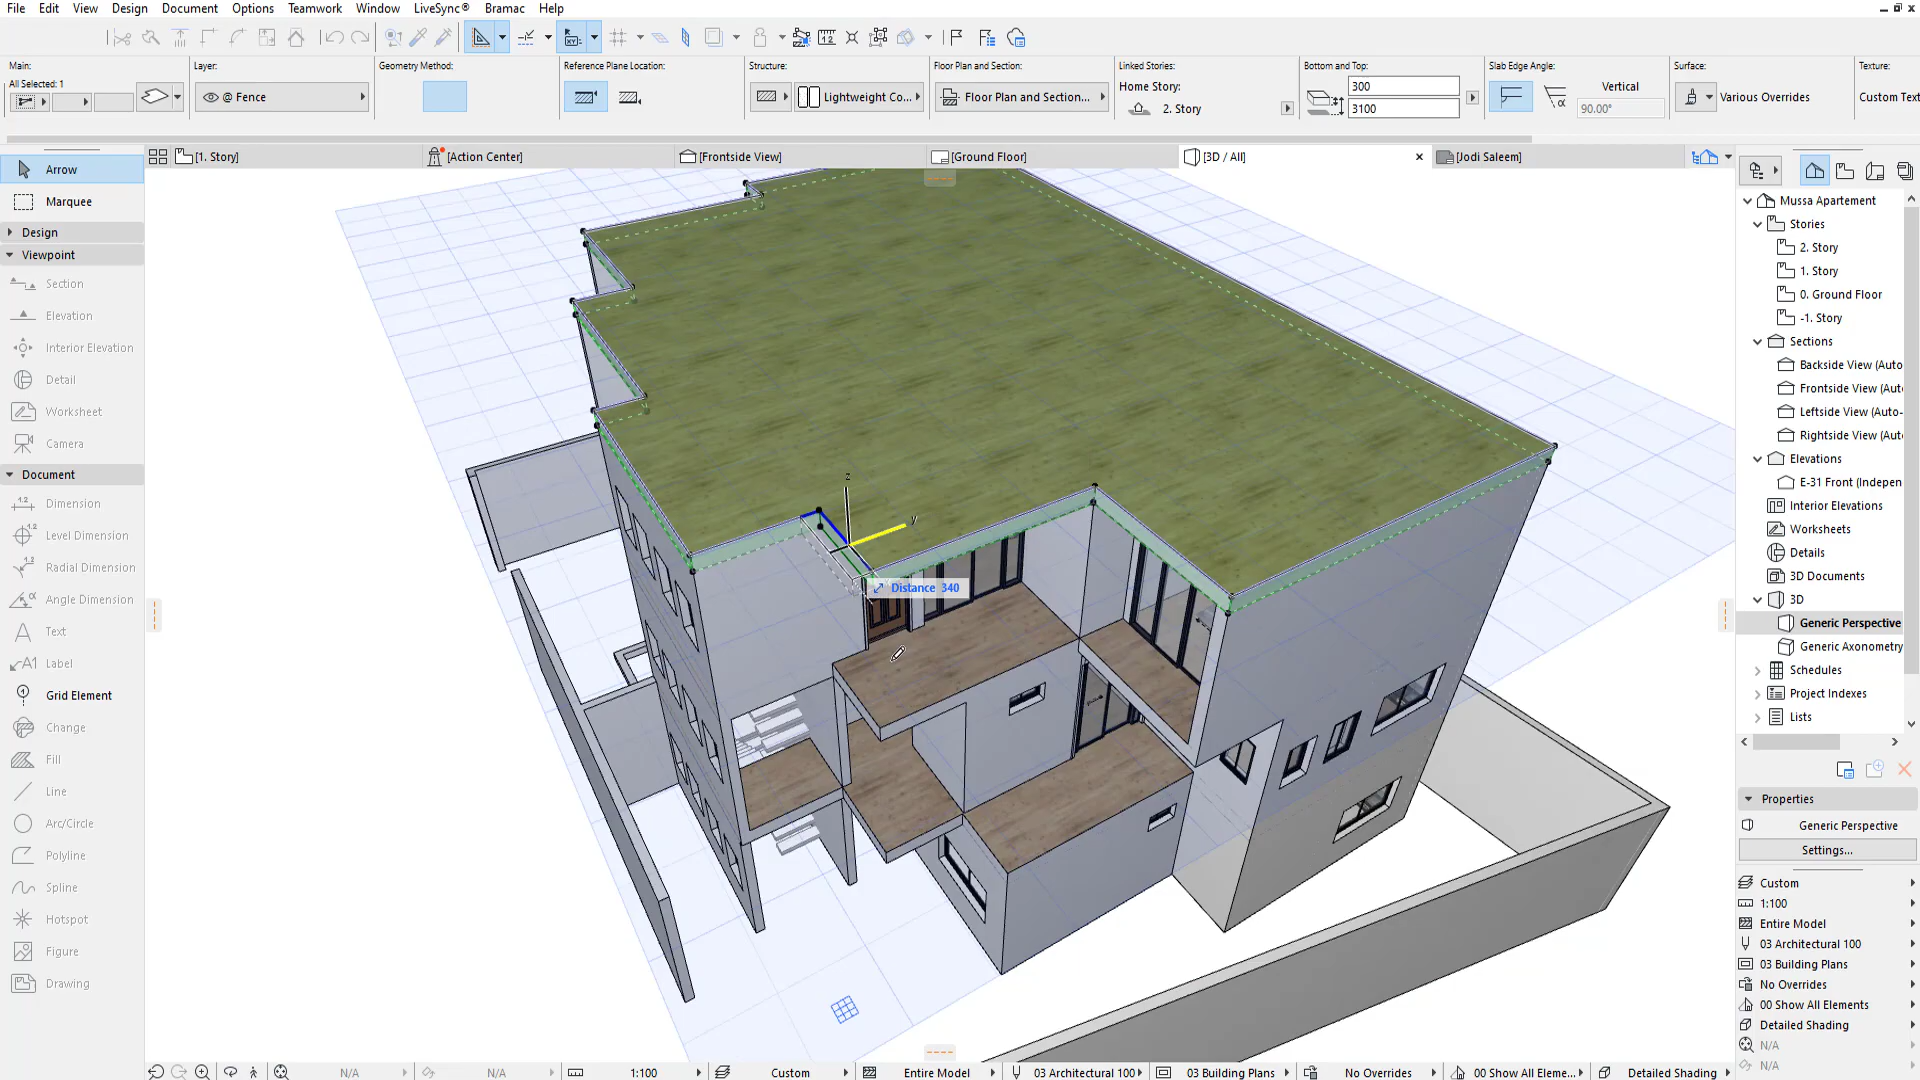 File Edit View Design Document Options Teamwork Window LiveSync® Bramac Help
Main:
All Selected: 1
Layer:
@ Fence
Geometry Method:
Reference Plane Location:
Structure:
Lightweight Co...
Floor Plan and Section:
Floor Plan and Section...
Linked Stories:
Home Story:
2. Story
Bottom and Top:
300
3100
Slab Edge Angle:
Vertical
90.00°
Surface:
Various Overrides
Texture:
Custom Text
[1. Story]
[Action Center]
[Frontside View]
[Ground Floor]
[3D / All]
[Jodi Saleem]
Arrow
Marquee
Design
Viewpoint
Section
Elevation
Interior Elevation
Detail
Worksheet
Camera
Document
Dimension
Level Dimension
Radial Dimension
Angle Dimension
Text
Label
Grid Element
Change
Fill
Line
Arc/Circle
Polyline
Spline
Hotspot
Figure
Drawing
z
y
Distance 340
Mussa Apartement
Stories
2. Story
1. Story
0. Ground Floor
-1. Story
Sections
Backside View (Auto
Frontside View (Auto
Leftside View (Auto-
Rightside View (Auto
Elevations
E-31 Front (Indepen
Interior Elevations
Worksheets
Details
3D Documents
3D
Generic Perspective
Generic Axonometry
Schedules
Project Indexes
Lists
Properties
Generic Perspective
Settings...
Custom
1:100
Entire Model
03 Architectural 100
03 Building Plans
No Overrides
00 Show All Elements
Detailed Shading
N/A
N/A
N/A N/A 1:100 Custom Entire Model 03 Architectural 100 03 Building Plans No Overrides 00 Show All Eleme... Detailed Shading